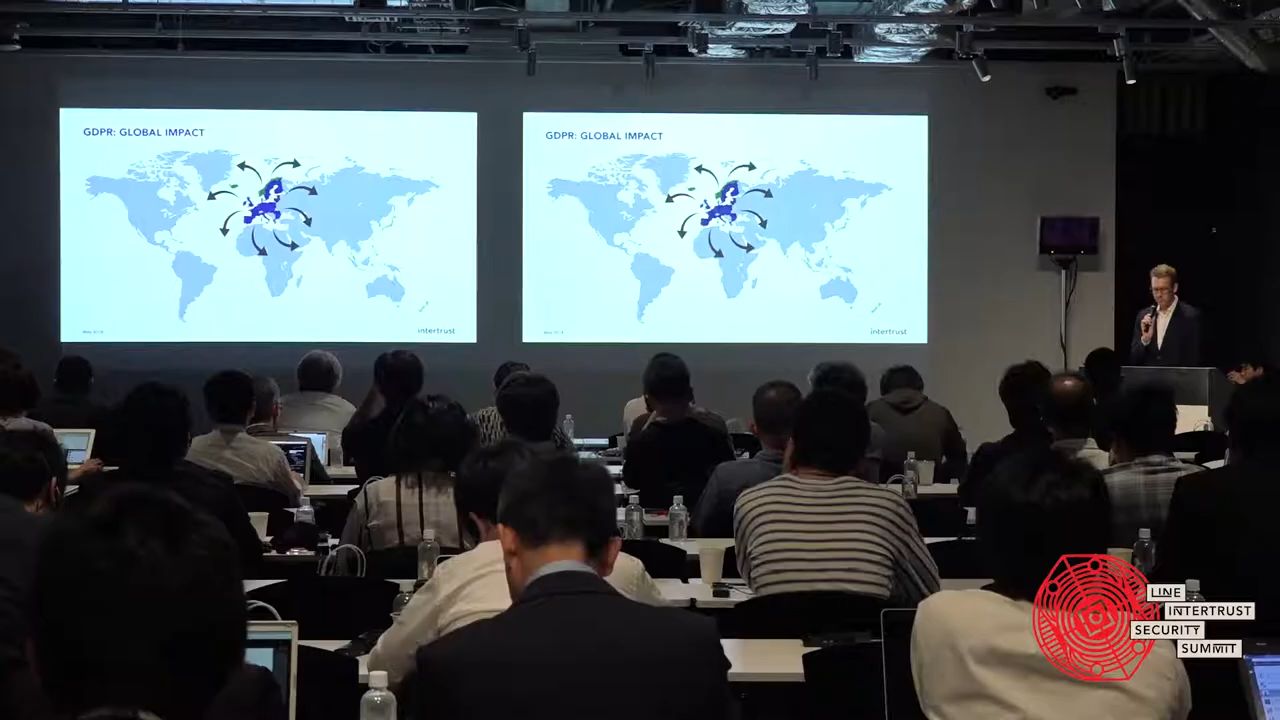 GDPR: GLOBAL IMPACT
GDPR: GLOBAL IMPACT
intertrust
intertrust
LINE
INTERTRUST
SECURITY
SUMMIT